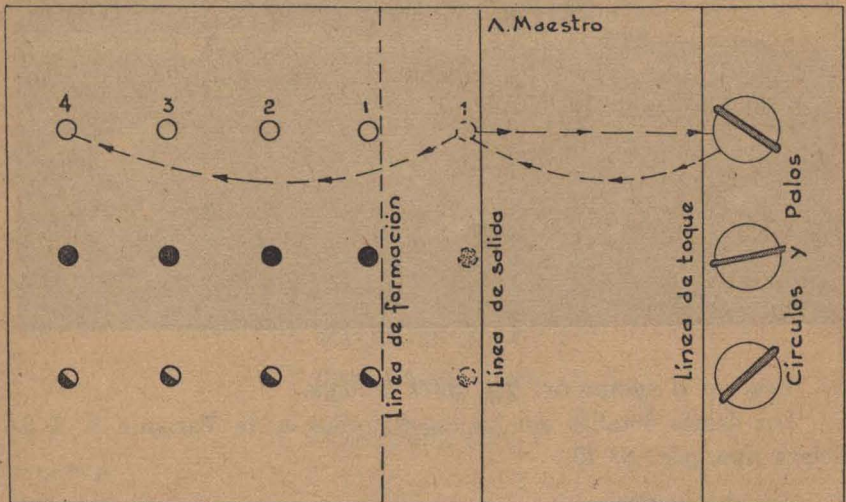 Λ.Maestro
4 3 2 1 1
Línea de formación
Línea de salida
Línea de toque
Círculos y Palos